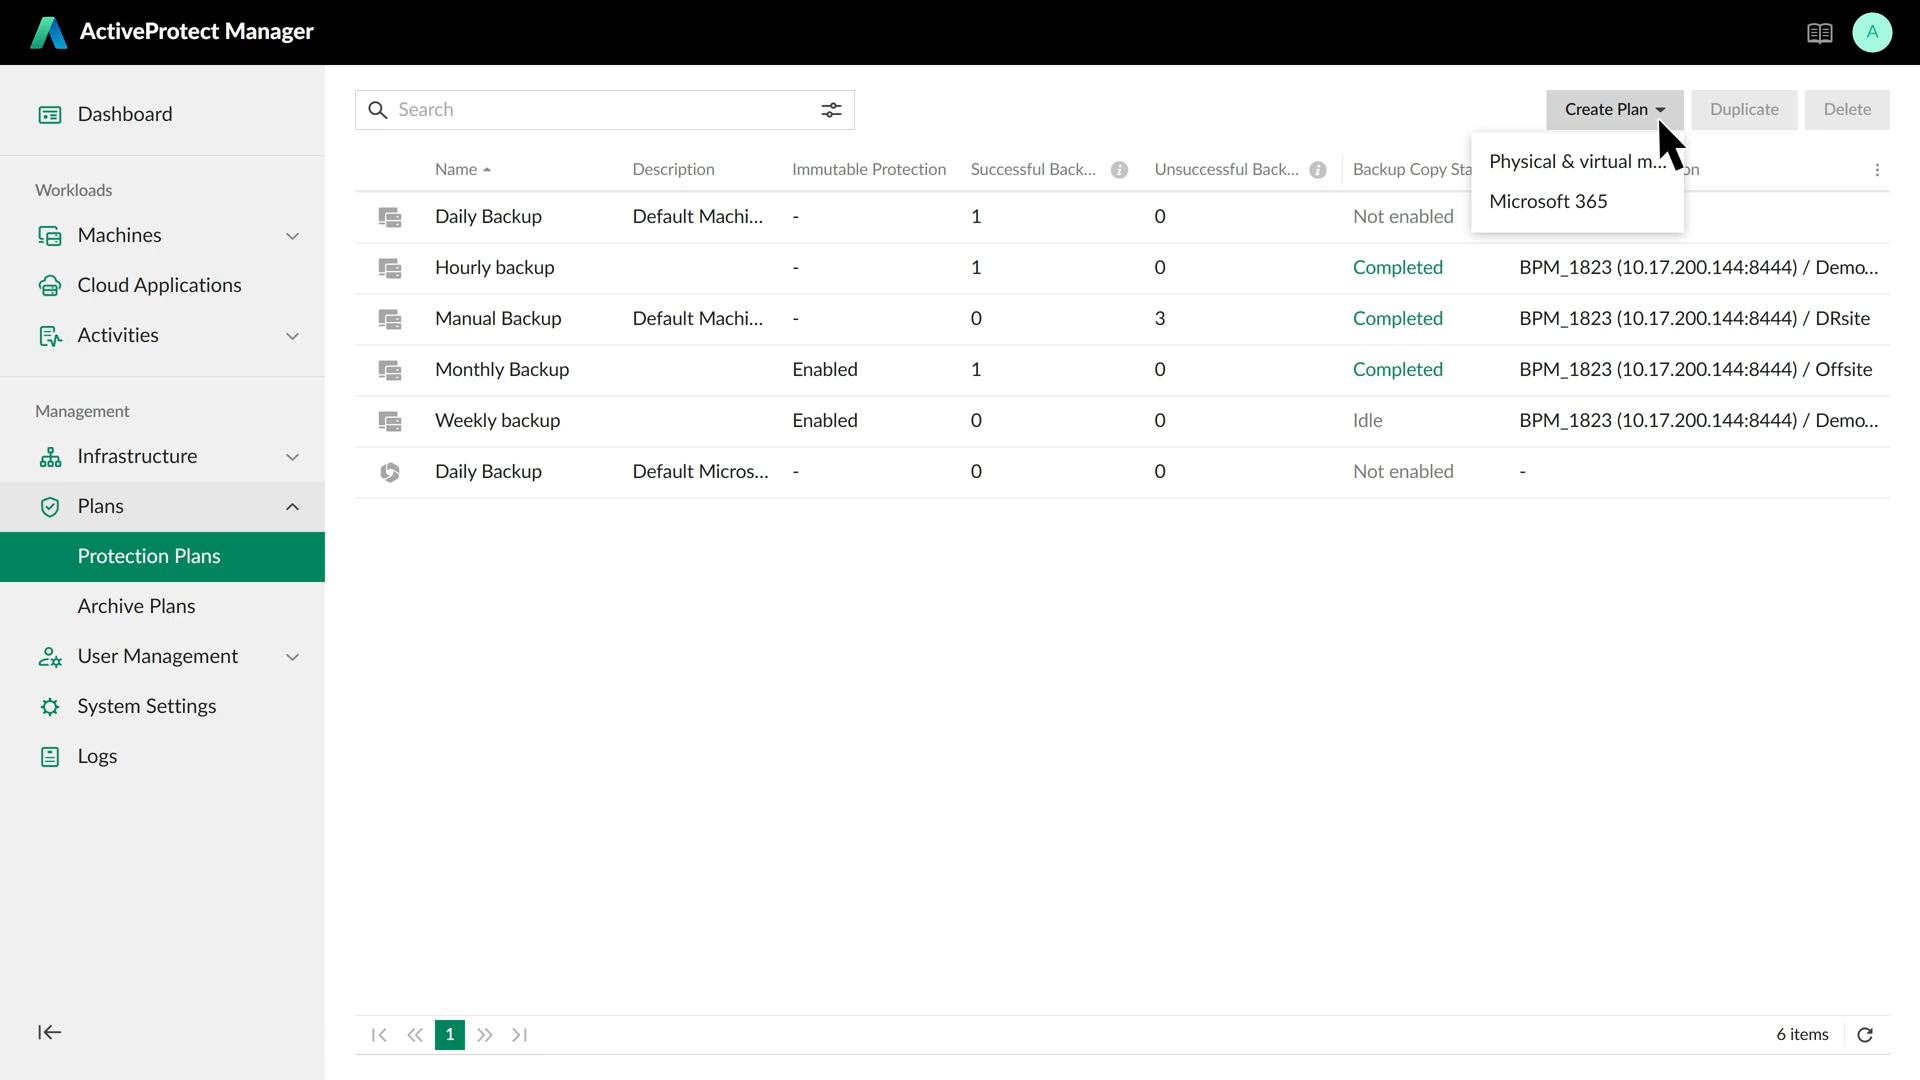 ActiveProtect Manager
A
Dashboard
Workloads
Machines
Cloud Applications
Activities
Management
Infrastructure
Plans
Protection Plans
Archive Plans
User Management
System Settings
Logs
Search
Create Plan
Duplicate
Delete
Physical & virtual m...
Microsoft 365
Name Description Immutable Protection Successful Back... Unsuccessful Back... Backup Copy Sta on
Daily Backup Default Machi... - 1 0 Not enabled
Hourly backup - 1 0 Completed BPM_1823 (10.17.200.144:8444) / Demo...
Manual Backup Default Machi... - 0 3 Completed BPM_1823 (10.17.200.144:8444) / DRsite
Monthly Backup Enabled 1 0 Completed BPM_1823 (10.17.200.144:8444) / Offsite
Weekly backup Enabled 0 0 Idle BPM_1823 (10.17.200.144:8444) / Demo...
Daily Backup Default Micros... - 0 0 Not enabled -
1
6 items